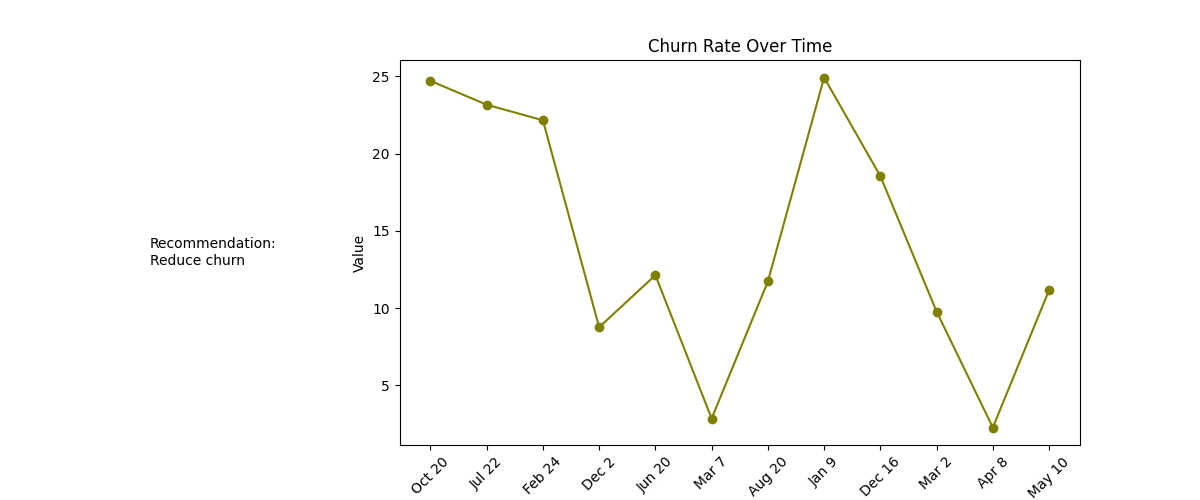 Churn Rate Over Time
Recommendation:
Reduce churn
Value
25
20
15
10
5
Oct 20
Jul 22
Feb 24
Dec 2
Jun 20
Mar 7
Aug 20
Jan 9
Dec 16
Mar 2
Apr 8
May 10